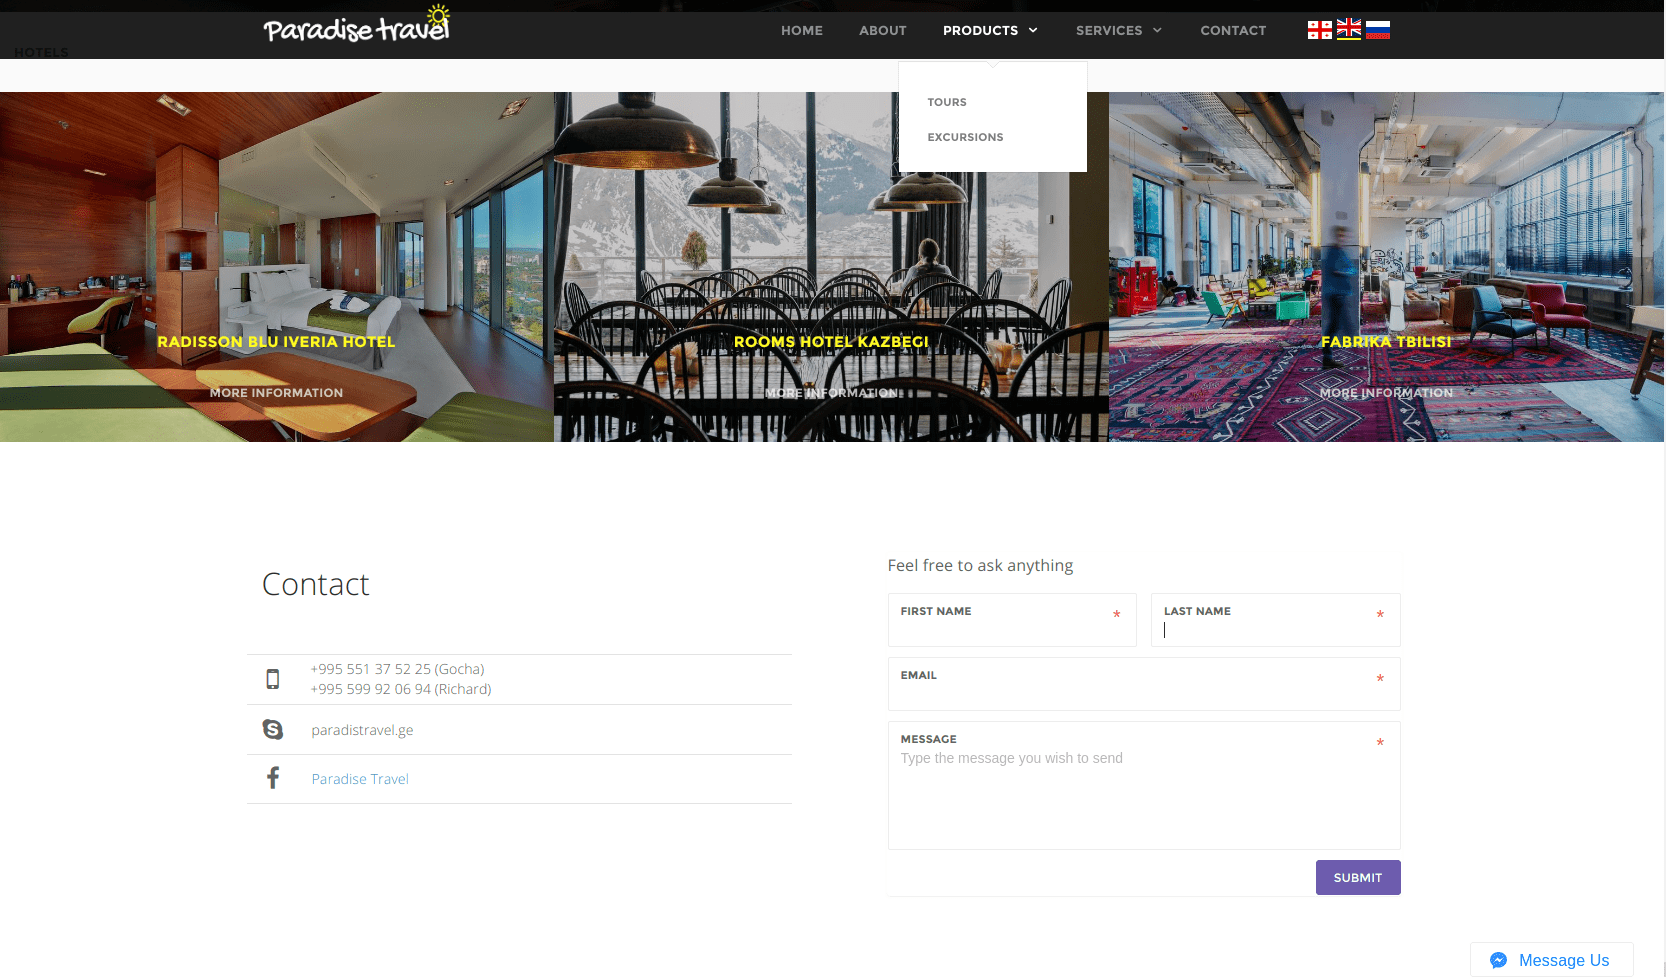 Paradise travel
HOME
ABOUT
PRODUCTS
SERVICES
CONTACT
HOTELS
TOURS
EXCURSIONS
RADISSON BLU IVERIA HOTEL
MORE INFORMATION
ROOMS HOTEL KAZBEGI
MORE INFORMATION
FABRIKA TBILISI
MORE INFORMATION
Contact
+995 551 37 52 25 (Gocha)
+995 599 92 06 94 (Richard)
paradistravel.ge
Paradise Travel
Feel free to ask anything
FIRST NAME *
LAST NAME *
EMAIL *
MESSAGE *
Type the message you wish to send
SUBMIT
Message Us